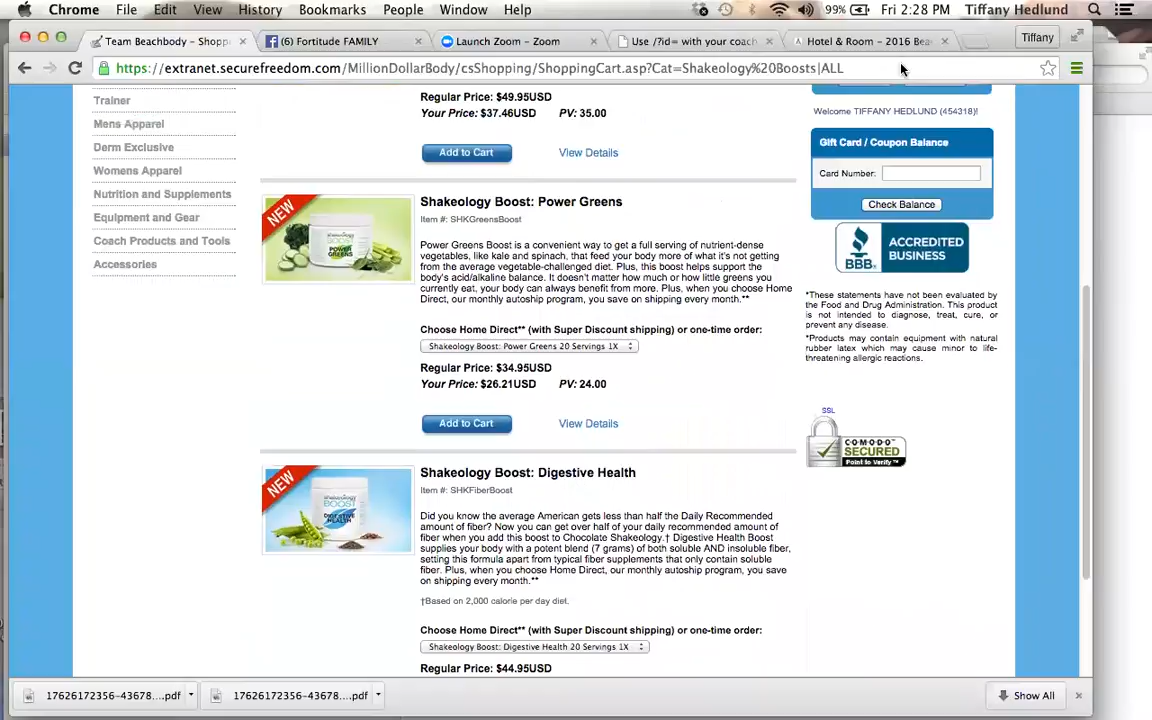 Chrome File Edit View History Bookmarks People Window Help 99% Fri 2:28 PM Tiffany Hedlund
Team Beachbody - Shopp × (6) Fortitude FAMILY × Launch Zoom - Zoom × Use /?id= with your coach × Hotel & Room - 2016 Bea × Tiffany
https://extranet.securefreedom.com/MillionDollarBody/csShopping/ShoppingCart.asp?Cat=Shakeology%20Boosts|ALL
Trainer
Mens Apparel
Derm Exclusive
Womens Apparel
Nutrition and Supplements
Equipment and Gear
Coach Products and Tools
Accessories
Regular Price: $49.95USD
Your Price: $37.46USD PV: 35.00
Add to Cart View Details
NEW
shakeology
BOOST
POWER
GREENS
Shakeology Boost: Power Greens
Item #: SHKGreensBoost
Power Greens Boost is a convenient way to get a full serving of nutrient-dense
vegetables, like kale and spinach, that feed your body more of what it's not getting
from the average vegetable-challenged diet. Plus, this boost helps support the
body's acid/alkaline balance. It doesn't matter how much or how little greens you
currently eat, your body can always benefit from more. Plus, when you choose Home
Direct, our monthly autoship program, you save on shipping every month.**
Choose Home Direct** (with Super Discount shipping) or one-time order:
Shakeology Boost: Power Greens 20 Servings 1X
Regular Price: $34.95USD
Your Price: $26.21USD PV: 24.00
Add to Cart View Details
NEW
shakeology
BOOST
DIGESTIVE
HEALTH
Shakeology Boost: Digestive Health
Item #: SHKFiberBoost
Did you know the average American gets less than half the Daily Recommended
amount of fiber? Now you can get over half of your daily recommended amount of
fiber when you add this boost to Chocolate Shakeology.† Digestive Health Boost
supplies your body with a potent blend (7 grams) of both soluble AND insoluble fiber,
setting this formula apart from typical fiber supplements that only contain soluble
fiber. Plus, when you choose Home Direct, our monthly autoship program, you save
on shipping every month.**
†Based on 2,000 calorie per day diet.
Choose Home Direct** (with Super Discount shipping) or one-time order:
Shakeology Boost: Digestive Health 20 Servings 1X
Regular Price: $44.95USD
Welcome TIFFANY HEDLUND (454318)!
Gift Card / Coupon Balance
Card Number:
Check Balance
BBB
ACCREDITED
BUSINESS
*These statements have not been evaluated by
the Food and Drug Administration. This product
is not intended to diagnose, treat, cure, or
prevent any disease.
*Products may contain equipment with natural
rubber latex which may cause minor to life-
threatening allergic reactions.
SSL
COMODO
SECURED
Point to Verify™
17626172356-43678....pdf 17626172356-43678....pdf Show All ×